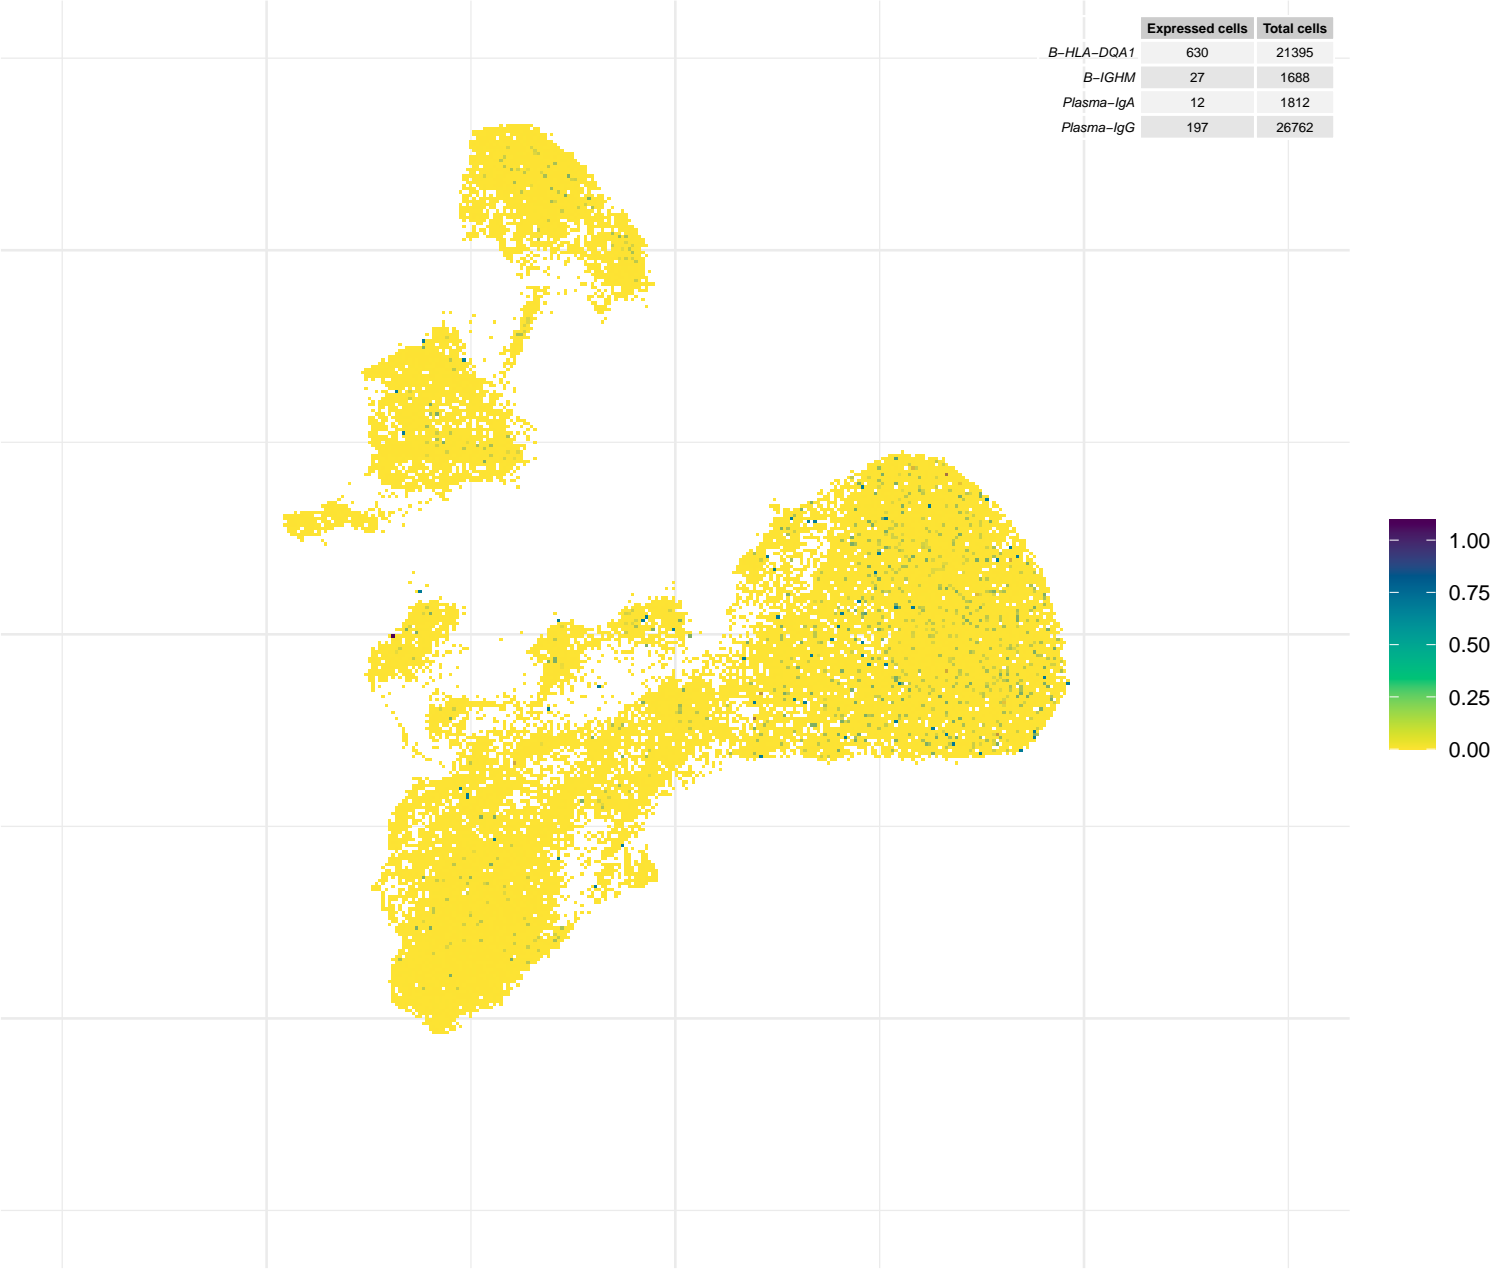 Expressed cells Total cells
B−HLA−DQA1 630 21395
B−IGHM 27 1688
Plasma−IgA 12 1812
Plasma−IgG 197 26762
1.00
0.75
0.50
0.25
0.00